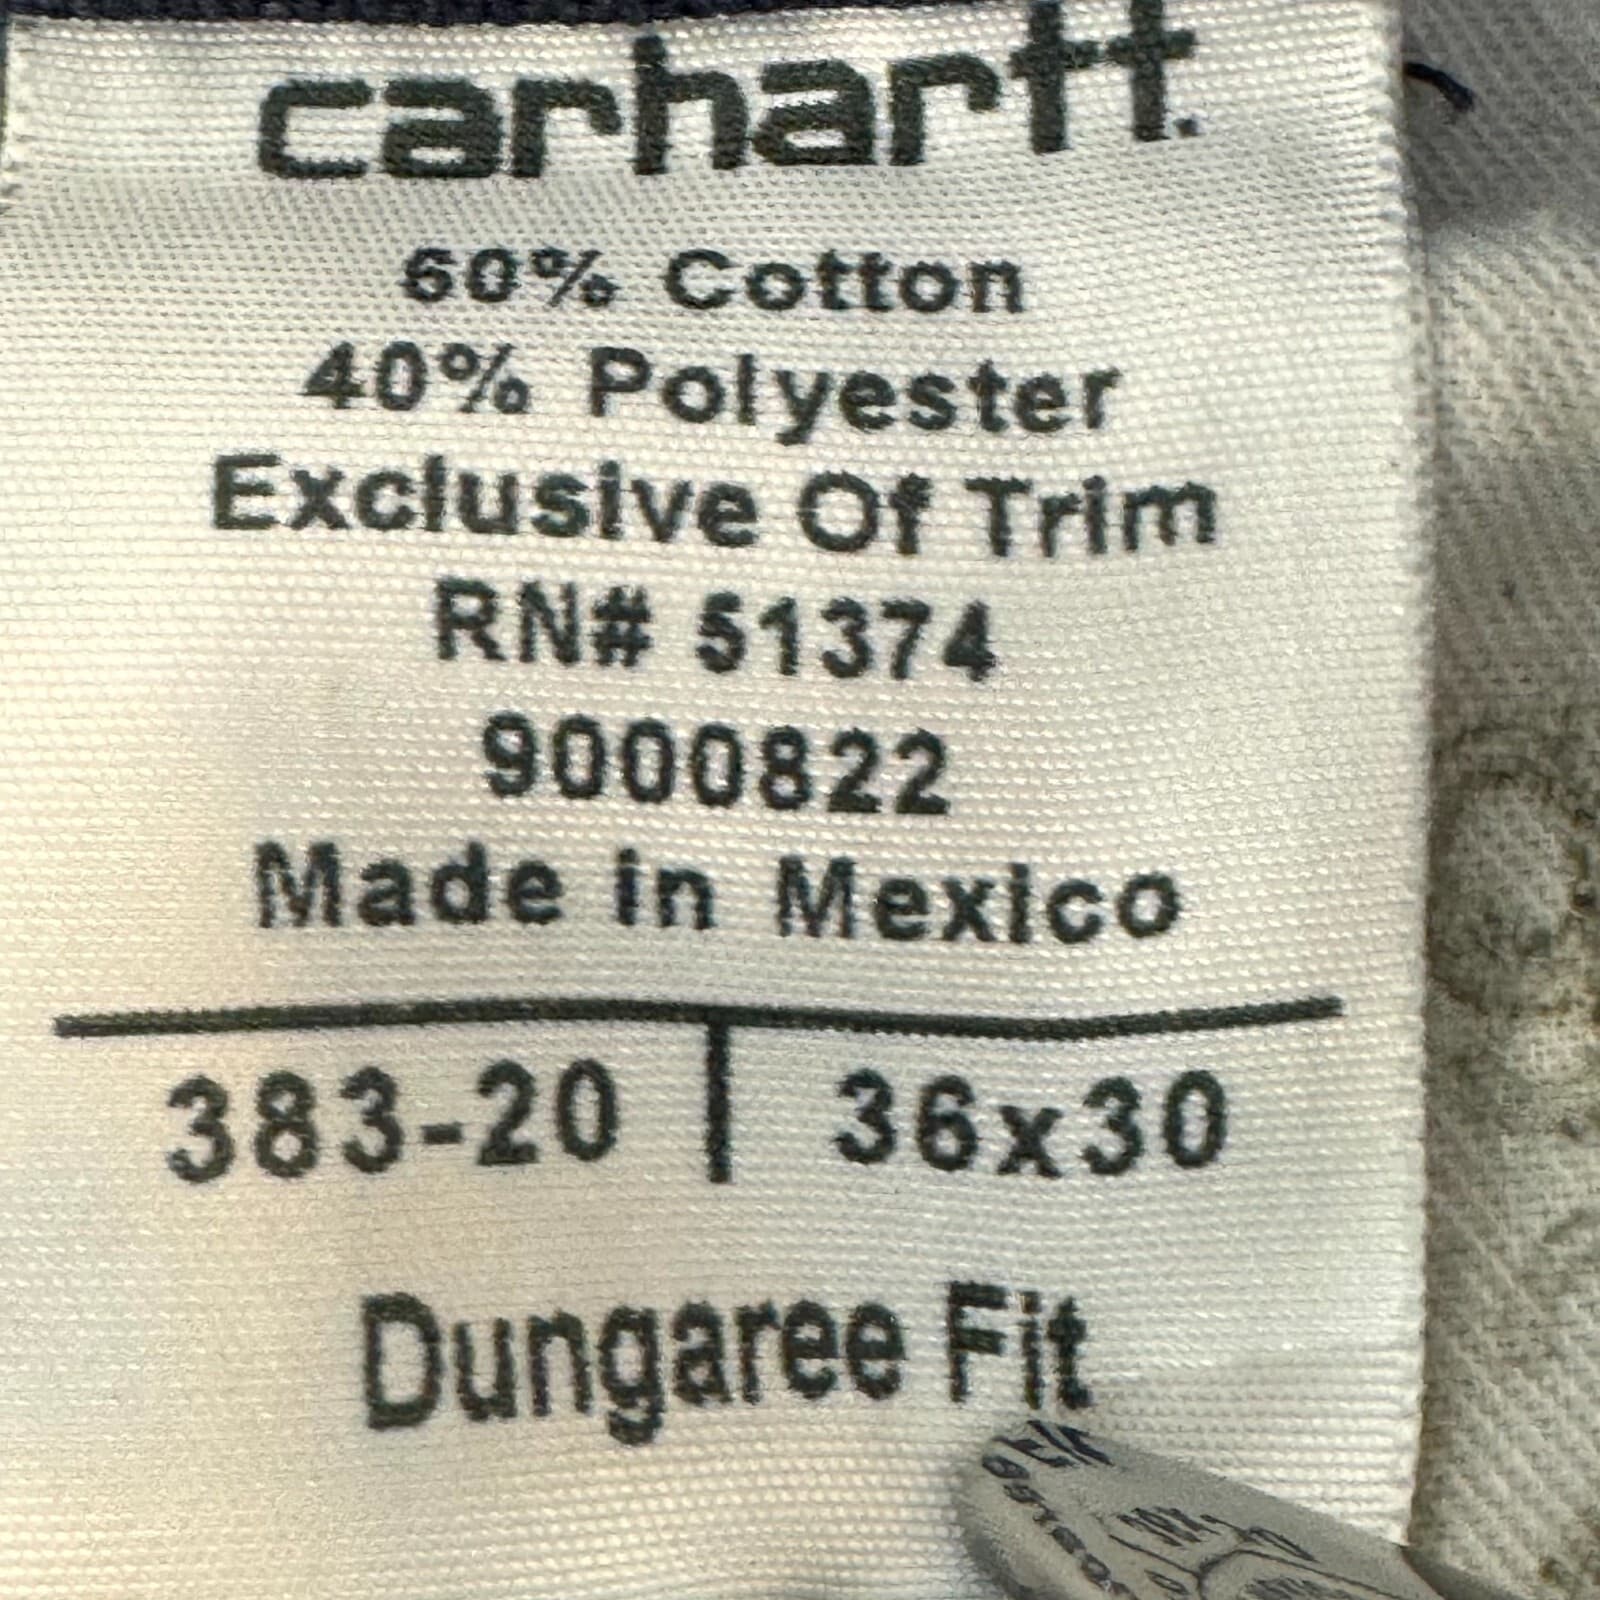 carhartt.
60% Cotton
40% Polyester
Exclusive Of Trim
RN# 51374
9000822
Made in Mexico
383-20 36x30
Dungaree Fit